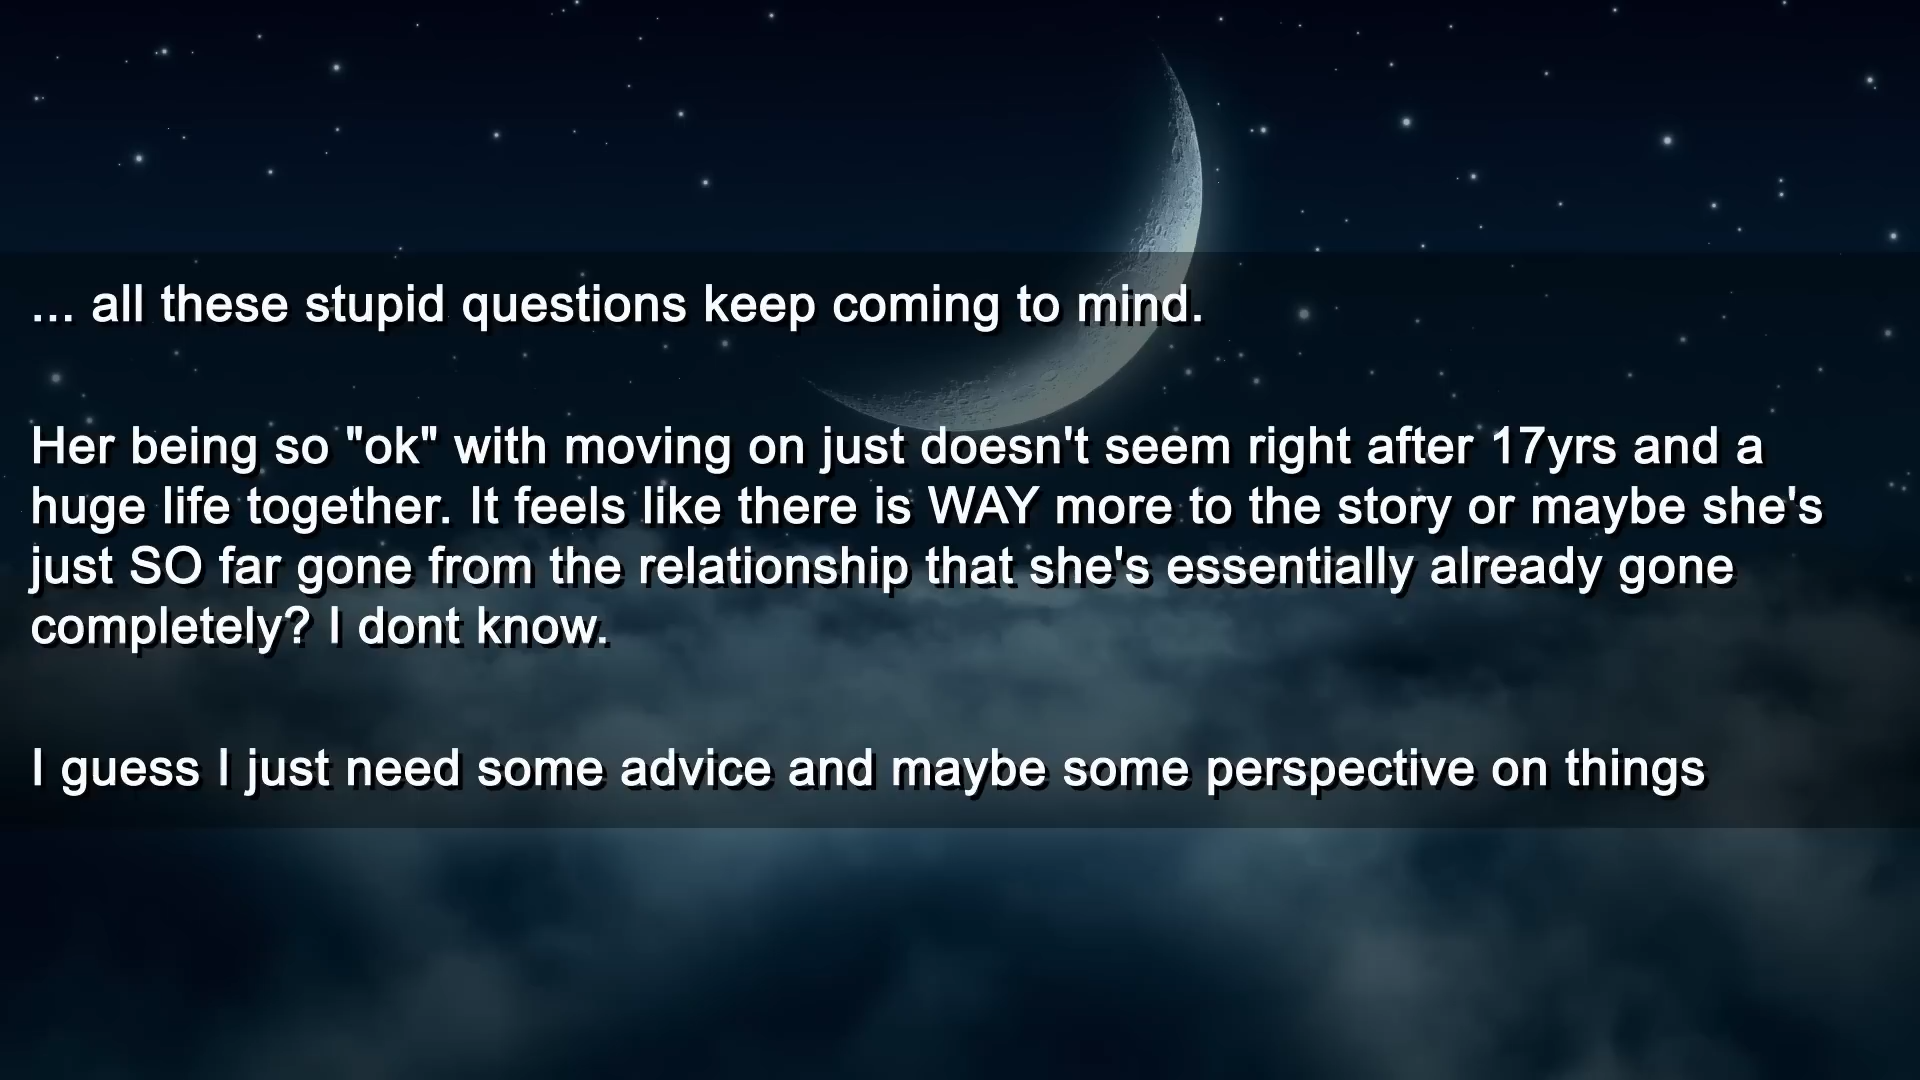 ... all these stupid questions keep coming to mind.
Her being so "ok" with moving on just doesn't seem right after 17yrs and a
huge life together. It feels like there is WAY more to the story or maybe she's
just SO far gone from the relationship that she's essentially already gone
completely? I dont know.
I guess I just need some advice and maybe some perspective on things